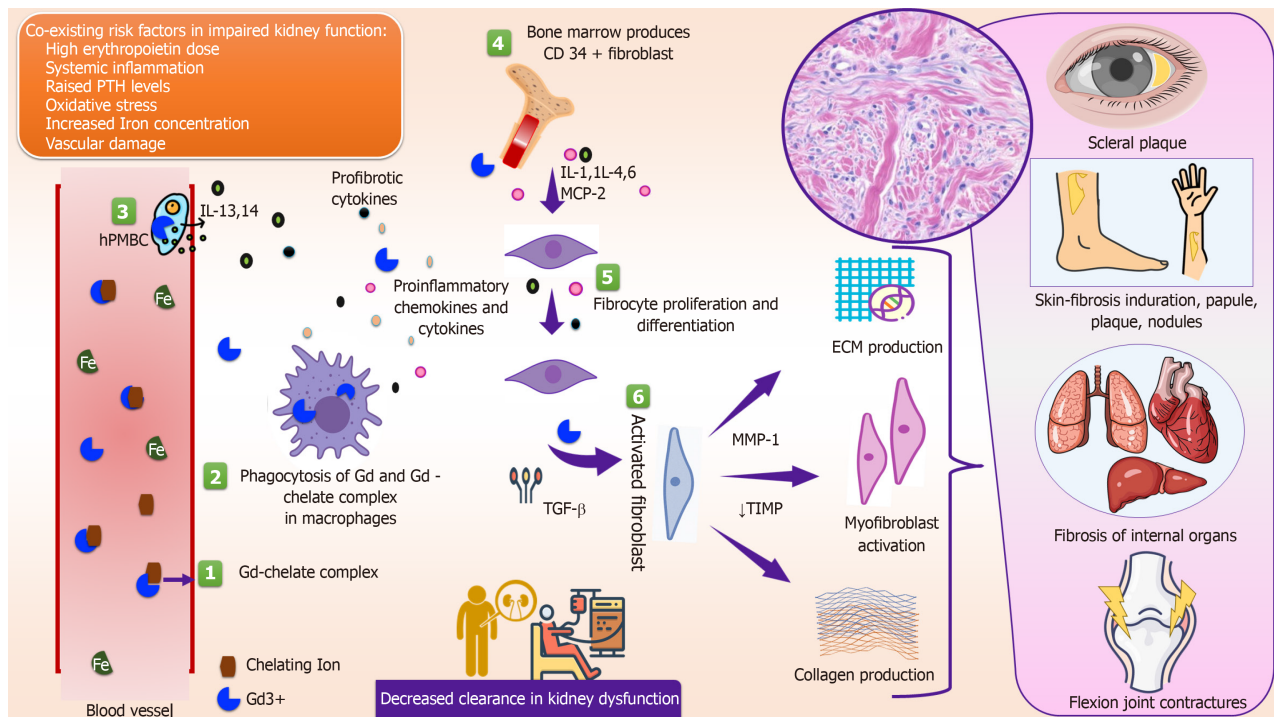 Co-existing risk factors in impaired kidney function:
High erythropoietin dose
Systemic inflammation
Raised PTH levels
Oxidative stress
Increased Iron concentration
Vascular damage
4
Bone marrow produces
CD 34 + fibroblast
IL-1,1L-4,6
MCP-2
3
hPMBC
IL-13,14
Profibrotic
cytokines
Proinflammatory
chemokines and
cytokines
5
Fibrocyte proliferation and
differentiation
Fe
Fe
Fe
Fe
2
Phagocytosis of Gd and Gd -
chelate complex
in macrophages
1
Gd-chelate complex
Chelating Ion
Gd3+
Blood vessel
TGF-β
6
Activated fibroblast
MMP-1
↓TIMP
ECM production
Myofibroblast
activation
Collagen production
Decreased clearance in kidney dysfunction
Scleral plaque
Skin-fibrosis induration, papule,
plaque, nodules
Fibrosis of internal organs
Flexion joint contractures